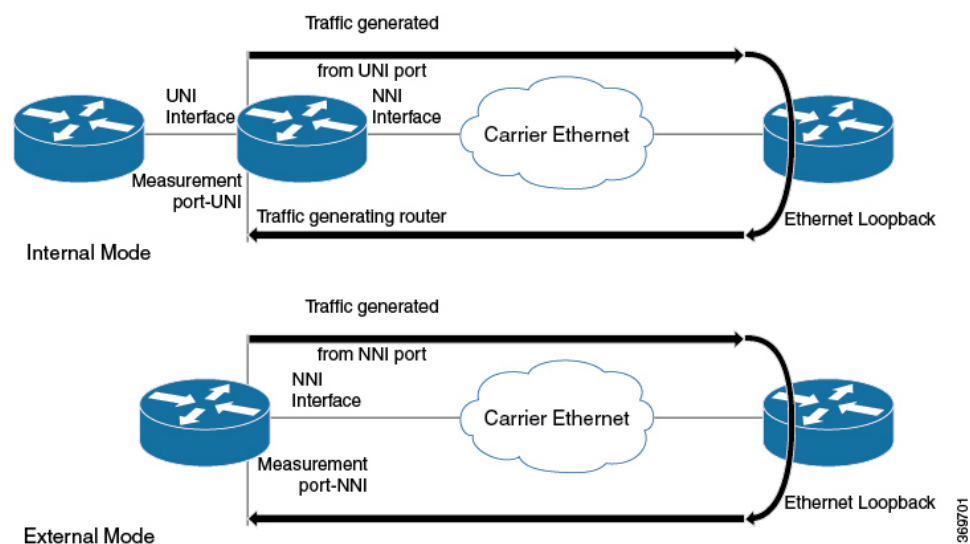 Traffic generated
from UNI port
UNI
Interface
NNI
Interface
Carrier Ethernet
Measurement
port-UNI
Traffic generating router
Ethernet Loopback
Internal Mode
Traffic generated
from NNI port
NNI
Interface
Carrier Ethernet
Measurement
port-NNI
Ethernet Loopback
External Mode
369701